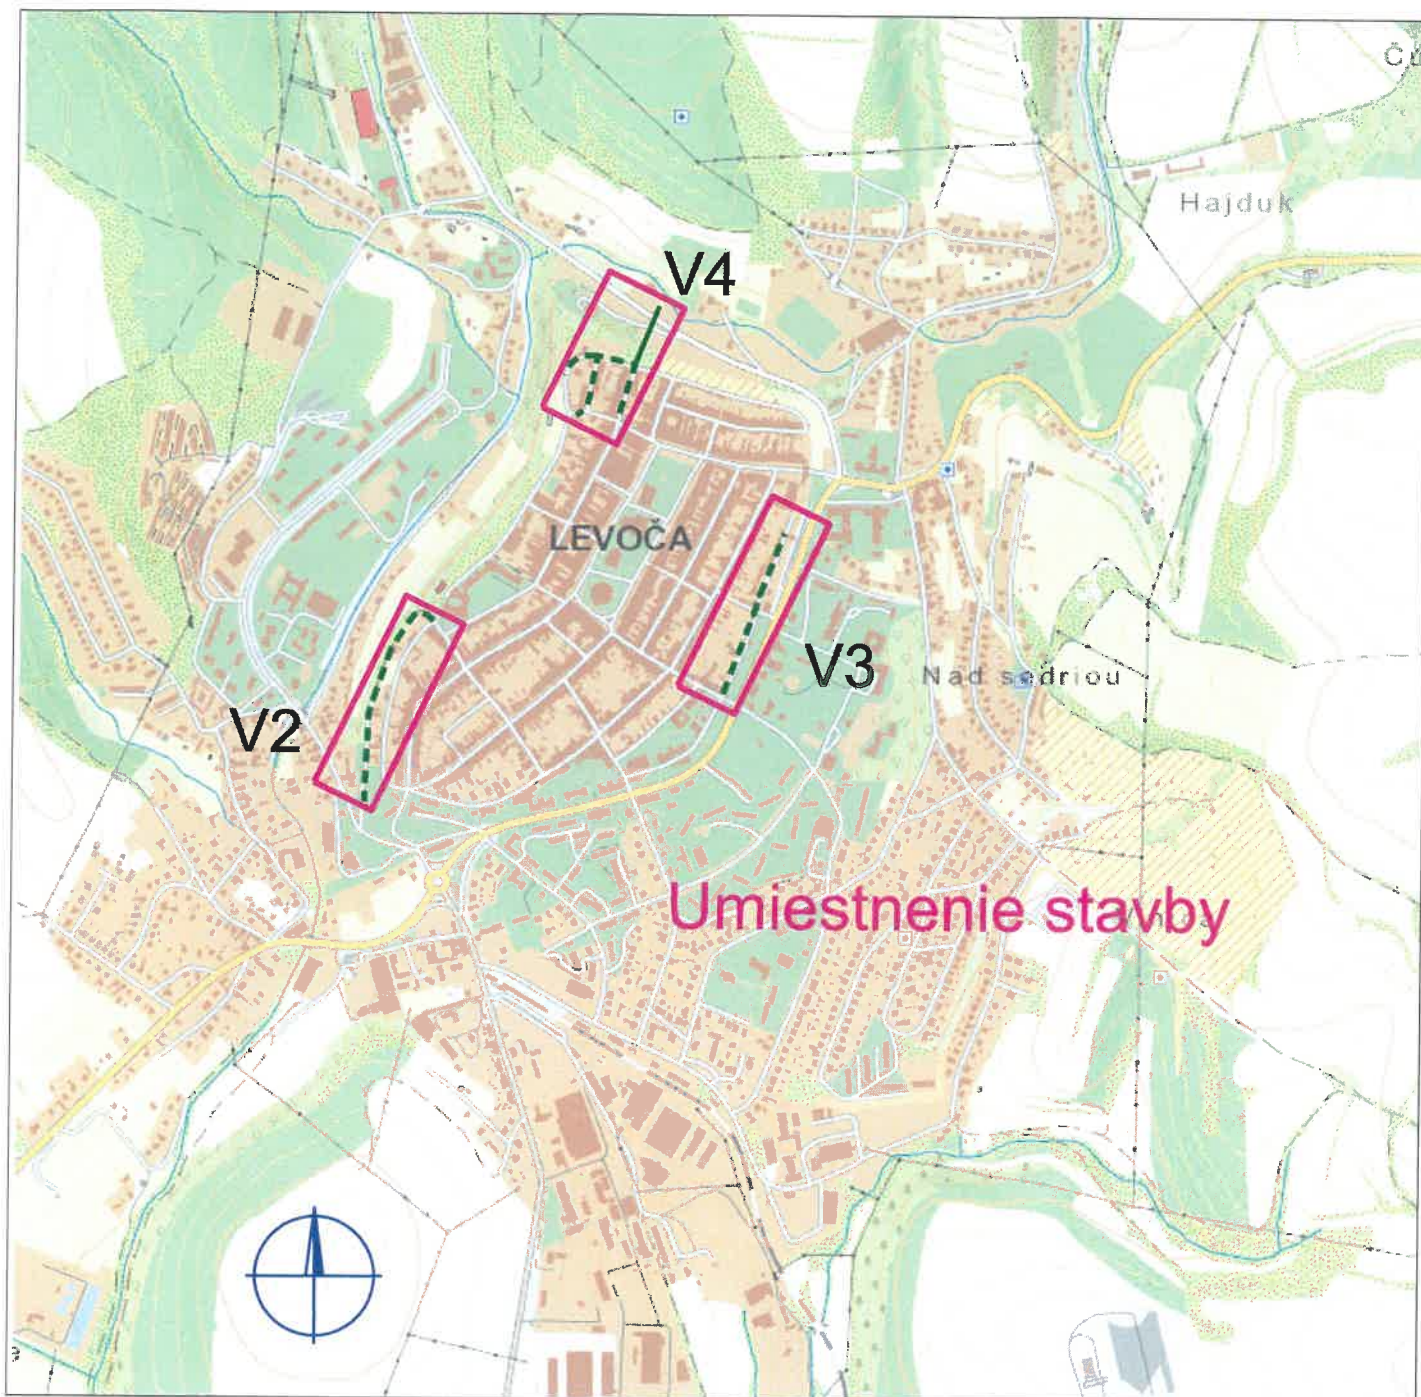 Hajduk
V4
LEVOČA
V3
Nad sedriou
V2
Umiestnenie stavby